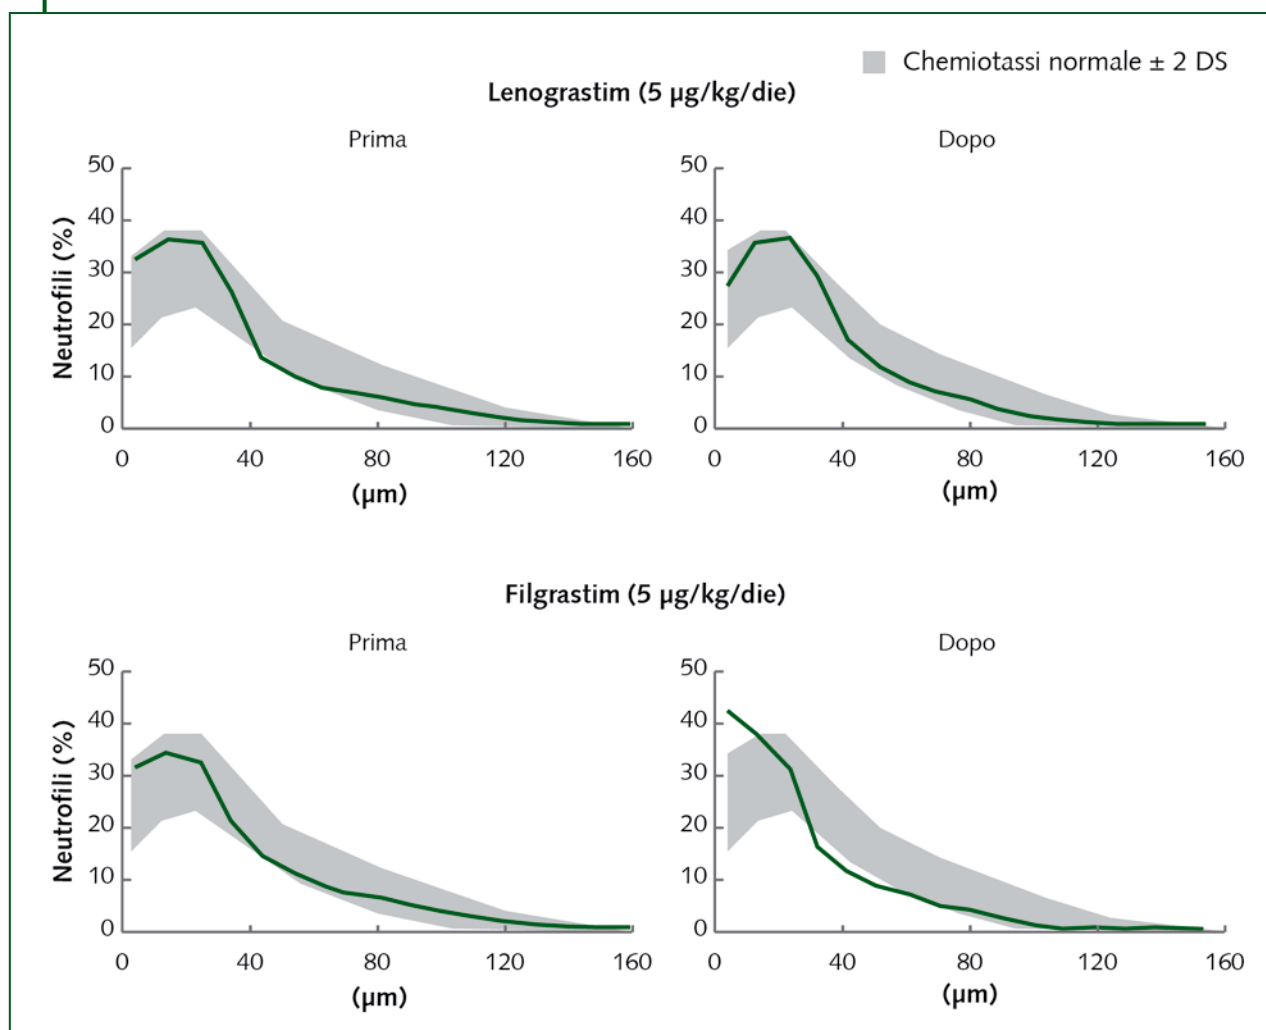 Chemiotassi normale ± 2 DS
Lenograstim (5 µg/kg/die)
Prima
Dopo
Neutrofili (%)
50
40
30
20
10
0
0 40 80 120 160
(µm)
50
40
30
20
10
0
0 40 80 120 160
(µm)
Filgrastim (5 µg/kg/die)
Prima
Dopo
Neutrofili (%)
50
40
30
20
10
0
0 40 80 120 160
(µm)
50
40
30
20
10
0
0 40 80 120 160
(µm)